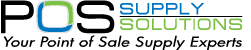 POS SUPPLY
SOLUTIONS
Your Point of Sale Supply Experts